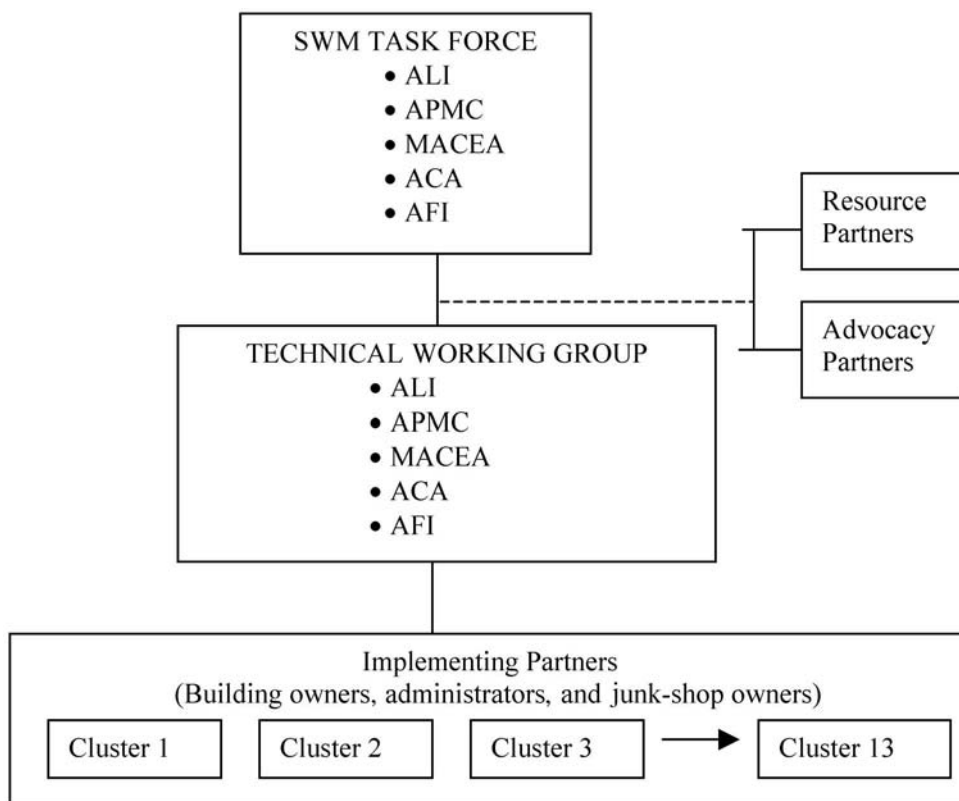 SWM TASK FORCE
• ALI
• APMC
• MACEA
• ACA
• AFI
Resource
Partners
Advocacy
Partners
TECHNICAL WORKING GROUP
• ALI
• APMC
• MACEA
• ACA
• AFI
Implementing Partners
(Building owners, administrators, and junk-shop owners)
Cluster 1
Cluster 2
Cluster 3
Cluster 13